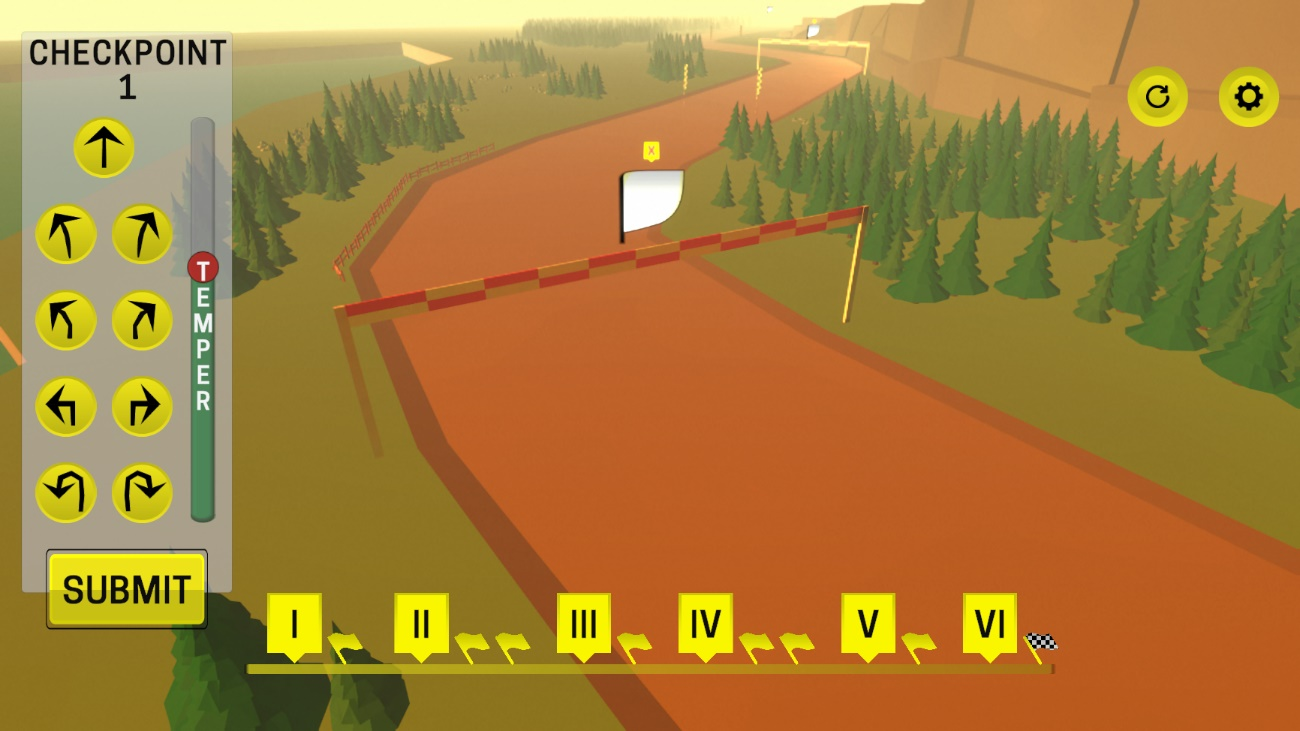 CHECKPOINT
1
X
TEMPER
SUBMIT
I II III IV V VI